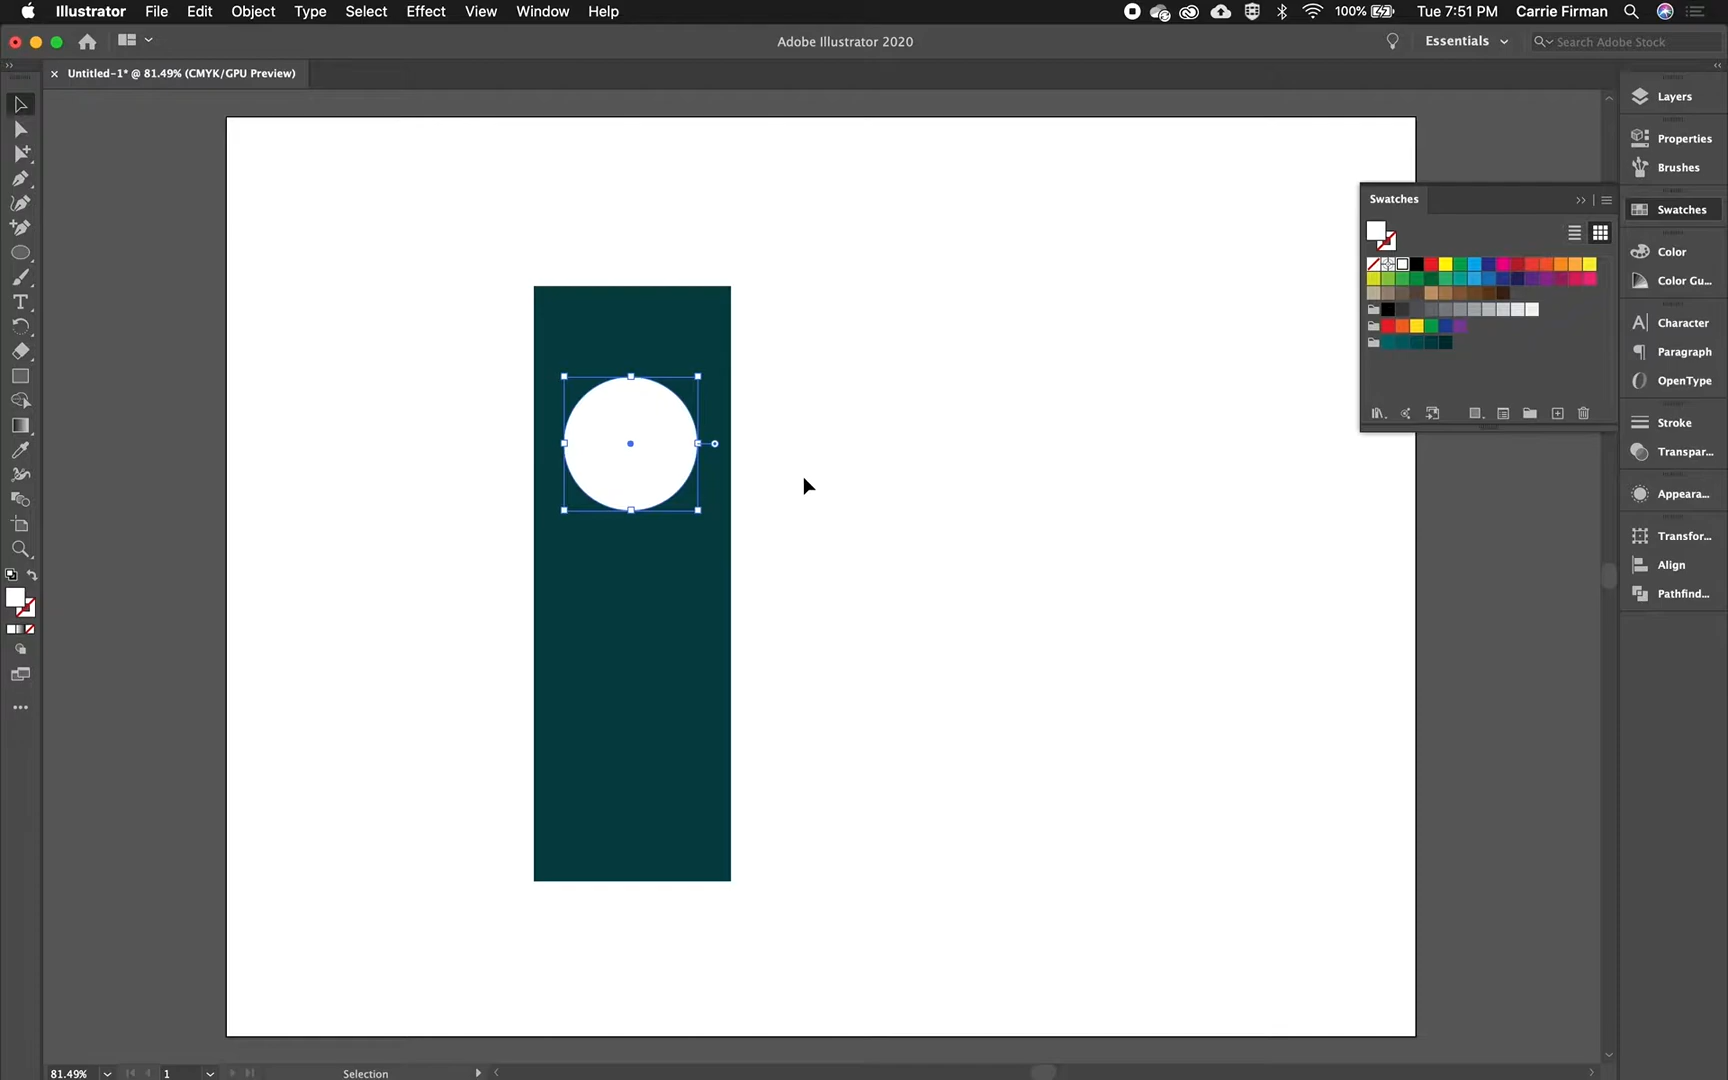 Illustrator File Edit Object Type Select Effect View Window Help 100% Tue 7:51 PM Carrie Firman
Adobe Illustrator 2020 Essentials Search Adobe Stock
× Untitled-1* @ 81.49% (CMYK/GPU Preview)
Layers
Properties
Brushes
Swatches
Swatches
Color
Color Gu...
Character
Paragraph
OpenType
Stroke
Transpar...
Appeara...
Transfor...
Align
Pathfind...
81.49% 1 Selection